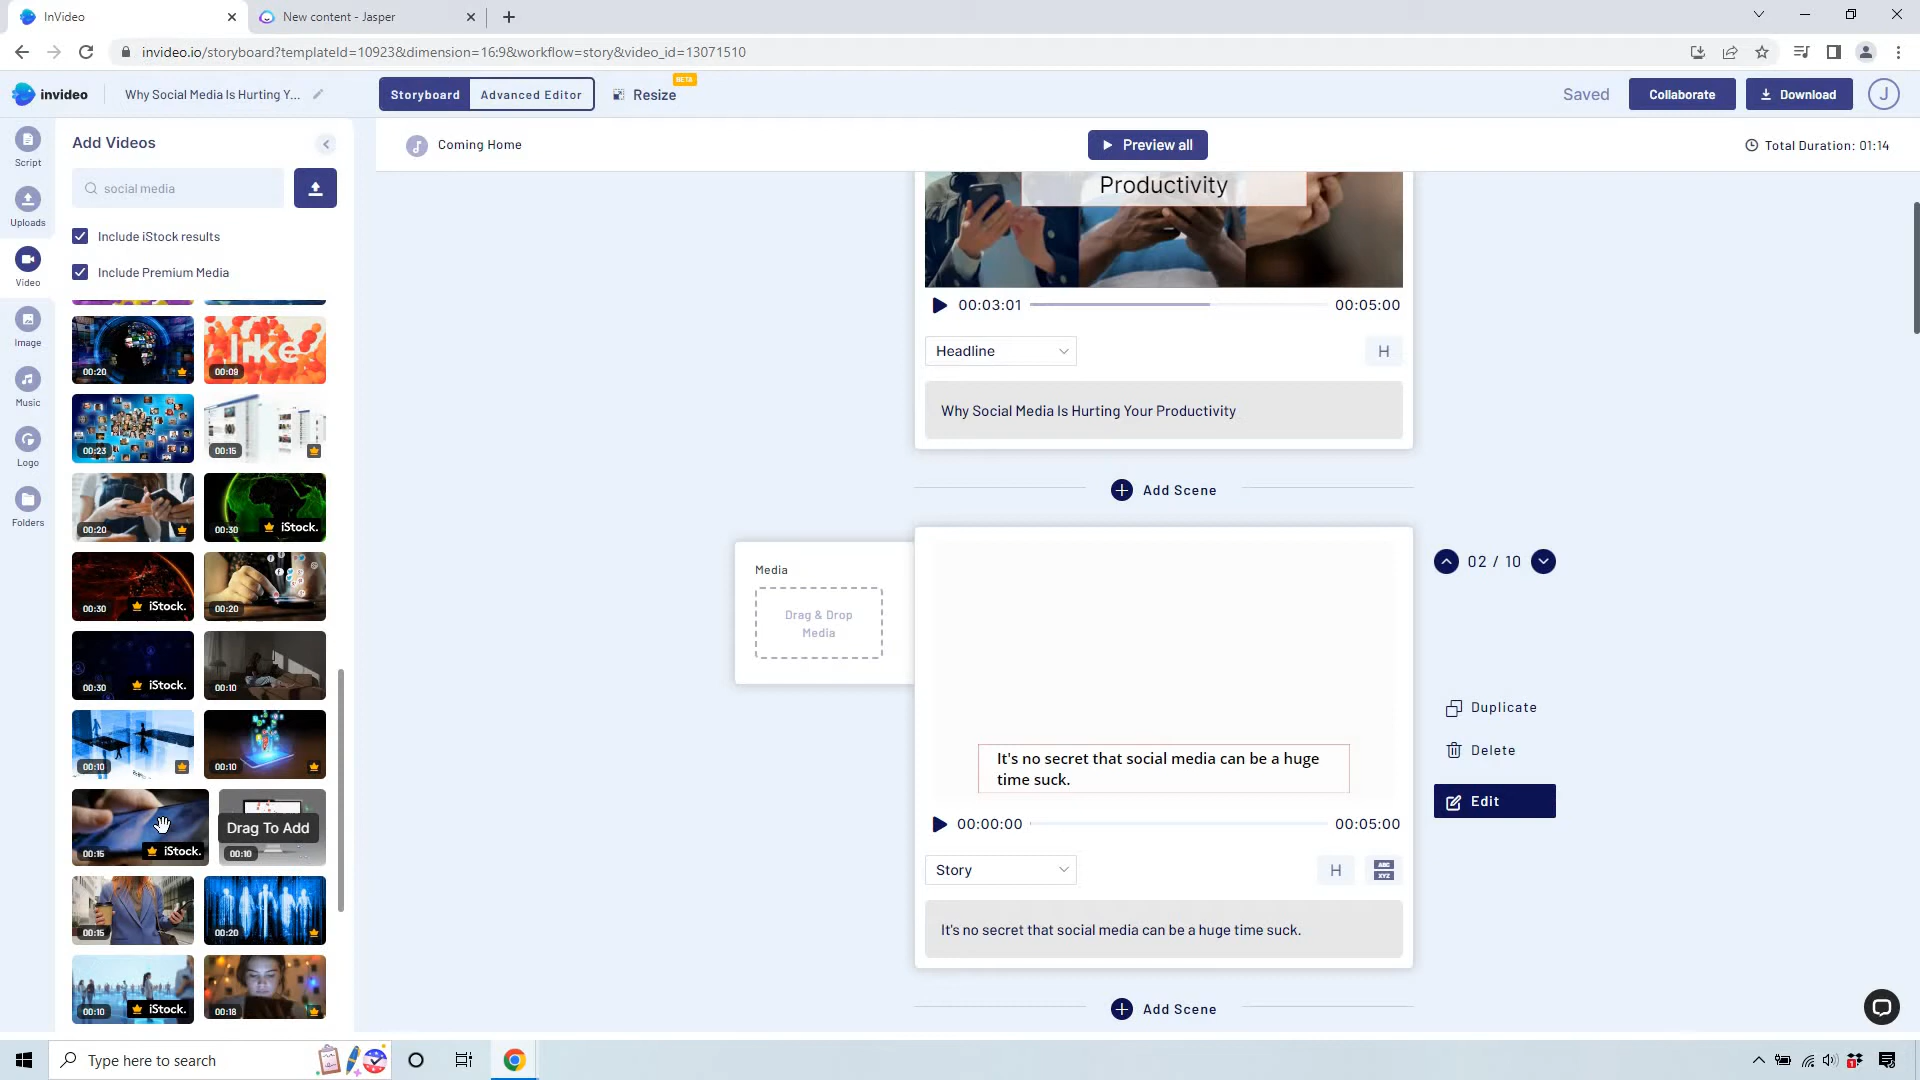 InVideo
New content - Jasper
invideo.io/storyboard?templateId=10923&dimension=16:9&workflow=story&video_id=13071510
invideo
Why Social Media Is Hurting Y...
Storyboard
Advanced Editor
Resize
BETA
Saved
Collaborate
Download
J
Script
Uploads
Video
Image
Music
Logo
Folders
Add Videos
social media
Include iStock results
Include Premium Media
00:20
like
00:09
00:23
00:15
00:20
00:30
iStock.
00:30
iStock.
00:20
00:30
iStock.
00:10
00:10
00:10
00:15
iStock.
Drag To Add
00:10
00:15
00:20
00:10
iStock.
00:18
Coming Home
Preview all
Total Duration: 01:14
Productivity
00:03:01
00:05:00
Headline
H
Why Social Media Is Hurting Your Productivity
Add Scene
Media
Drag & Drop
Media
It's no secret that social media can be a huge
time suck.
02 / 10
Duplicate
Delete
Edit
00:00:00
00:05:00
Story
H
ABC
XYZ
It's no secret that social media can be a huge time suck.
Add Scene
Type here to search
1